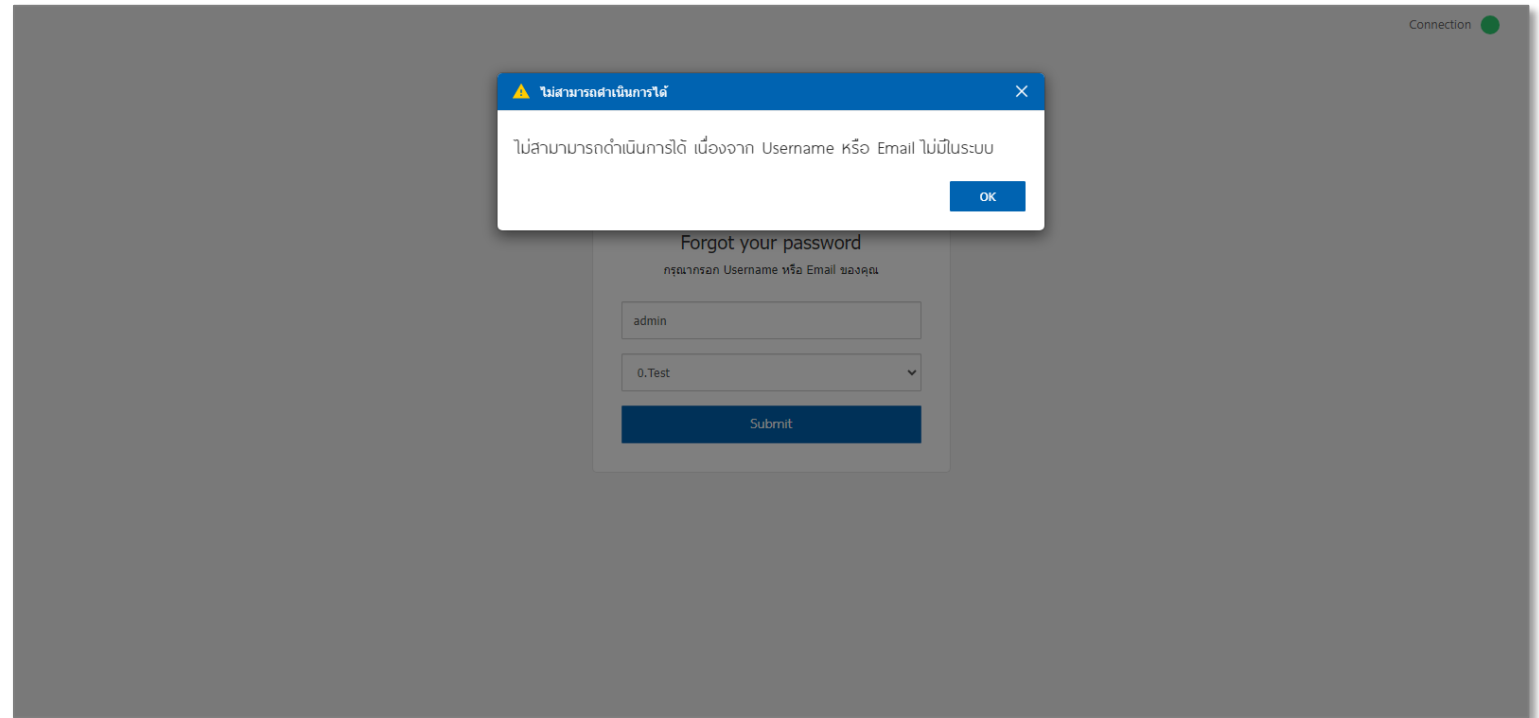 Connection
ไม่สามารถดำเนินการได้
ไม่สามามารถดำเนินการได้ เนื่องจาก Username หรือ Email ไม่มีในระบบ
OK
Forgot your password
กรุณากรอก Username หรือ Email ของคุณ
admin
0.Test
Submit